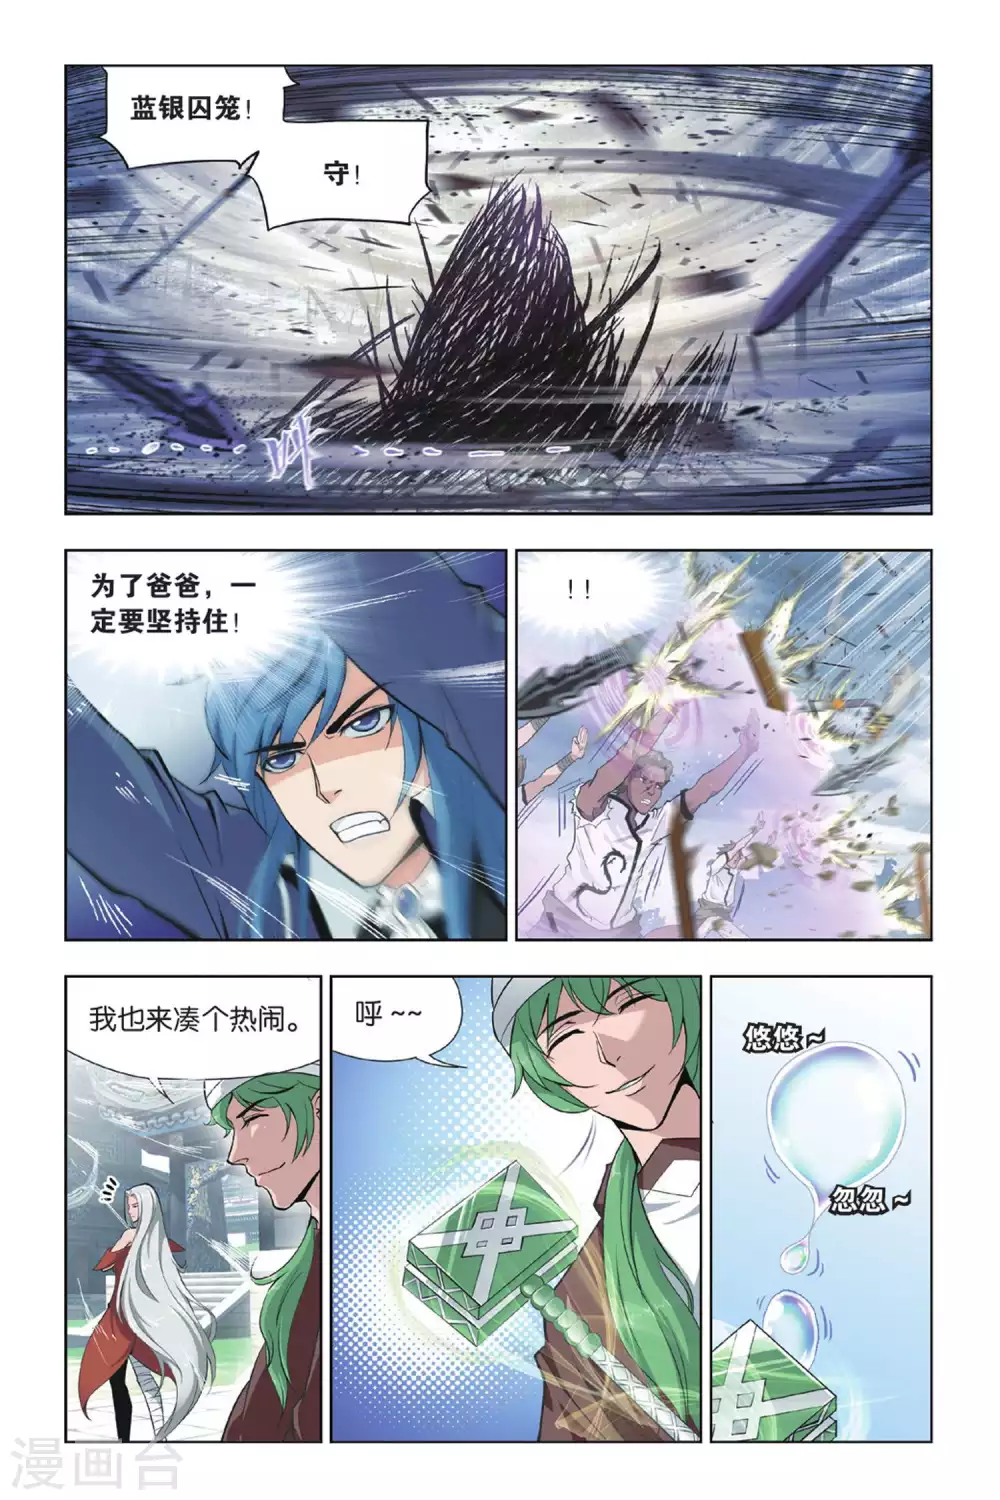 蓝银囚笼！
守！
为了爸爸，一
定要坚持住！
！！
我也来凑个热闹。
呼~~
悠悠~
忽忽~
漫画台